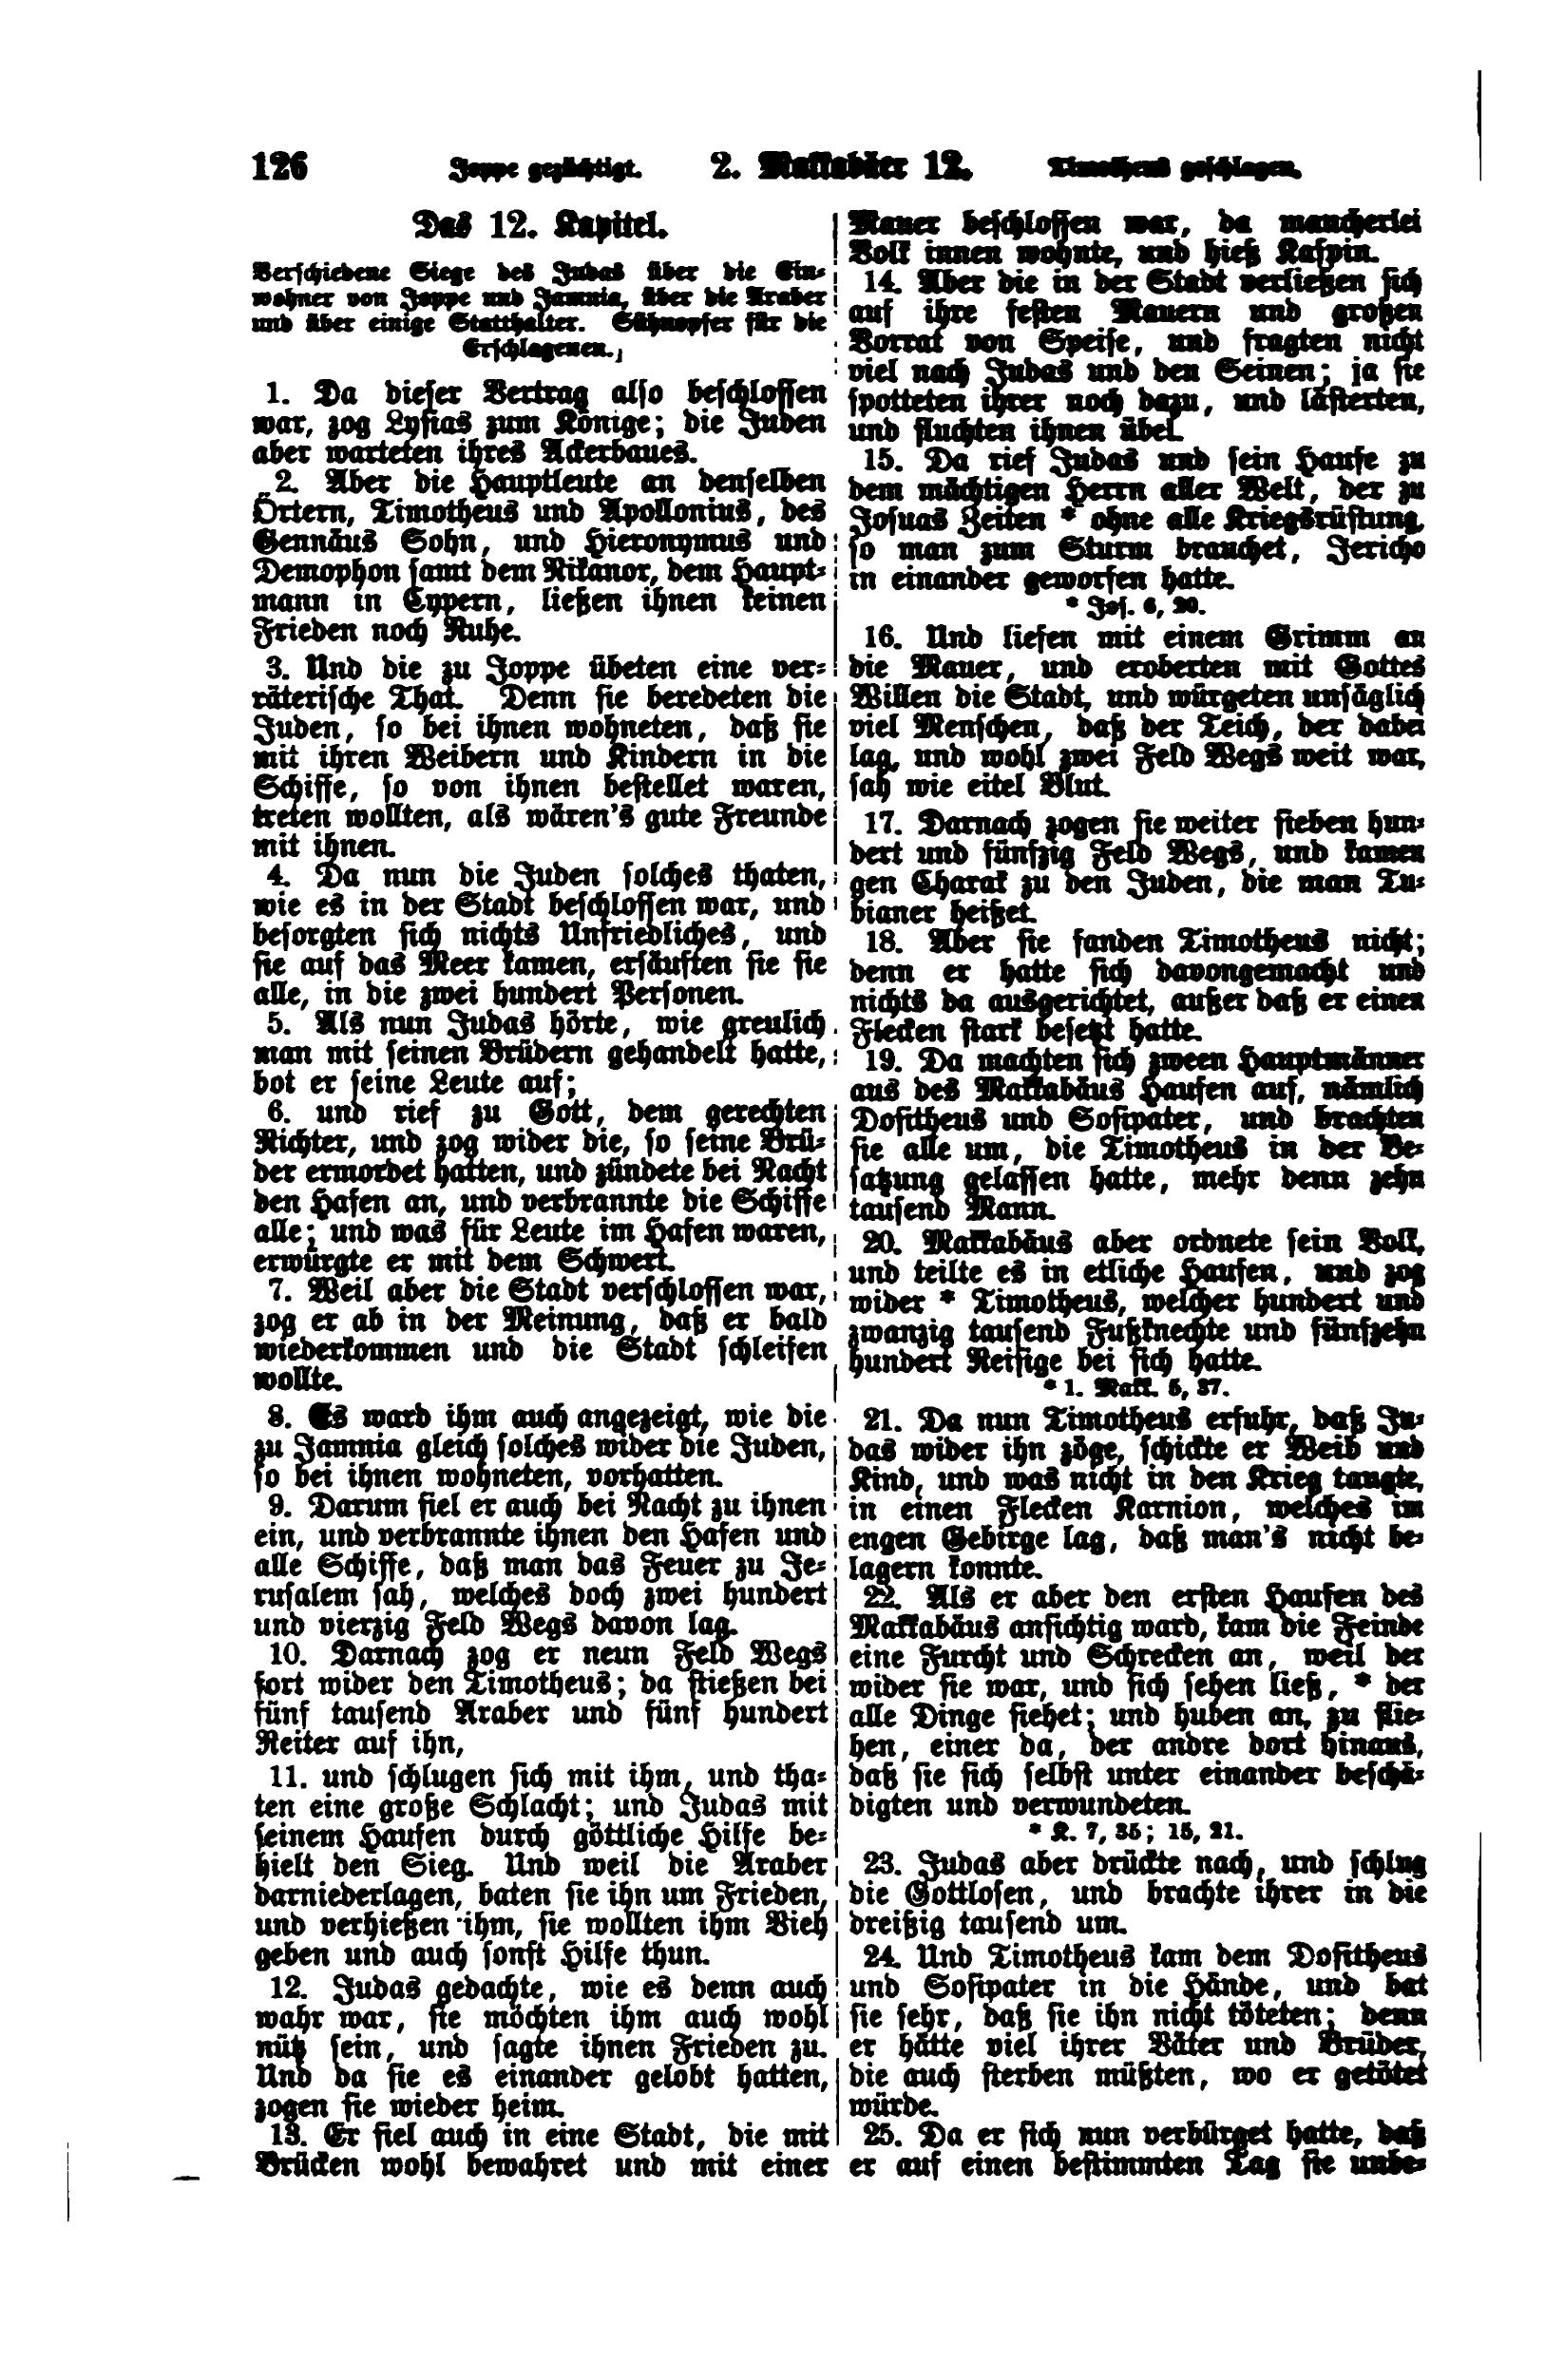 126 Joppe gezüchtigt. 2. Makkabäer 12. Timotheus geschlagen.
Das 12. Kapitel.
Verschiedene Siege des Judas über die Ein-
wohner von Joppe und Jamnia, über die Araber
und über einige Statthalter. Sühnopfer für die
Erschlagenen.
1. Da dieser Vertrag also beschlossen
war, zog Lysias zum Könige; die Juden
aber warteten ihres Ackerbaues.
2. Aber die Hauptleute an denselben
Örtern, Timotheus und Apollonius, des
Gennäus Sohn, und Hieronymus und
Demophon samt dem Nikanor, dem Haupt-
mann in Cypern, ließen ihnen keinen
Frieden noch Ruhe.
3. Und die zu Joppe übeten eine ver-
räterische That. Denn sie beredeten die
Juden, so bei ihnen wohneten, daß sie
mit ihren Weibern und Kindern in die
Schiffe, so von ihnen bestellet waren,
treten wollten, als wären's gute Freunde
mit ihnen.
4. Da nun die Juden solches thaten,
wie es in der Stadt beschlossen war, und
besorgten sich nichts Unfriedliches, und
sie auf das Meer kamen, ersäuften sie sie
alle, in die zwei hundert Personen.
5. Als nun Judas hörte, wie greulich
man mit seinen Brüdern gehandelt hatte,
bot er seine Leute auf;
6. und rief zu Gott, dem gerechten
Richter, und zog wider die, so seine Brü-
der ermordet hatten, und zündete bei Nacht
den Hafen an, und verbrannte die Schiffe
alle; und was für Leute im Hafen waren,
erwürgte er mit dem Schwert.
7. Weil aber die Stadt verschlossen war,
zog er ab in der Meinung, daß er bald
wiederkommen und die Stadt schleifen
wollte.
8. Es ward ihm auch angezeigt, wie die
zu Jamnia gleich solches wider die Juden,
so bei ihnen wohneten, vorhatten.
9. Darum fiel er auch bei Nacht zu ihnen
ein, und verbrannte ihnen den Hafen und
alle Schiffe, daß man das Feuer zu Je-
rusalem sah, welches doch zwei hundert
und vierzig Feld Wegs davon lag.
10. Darnach zog er neun Feld Wegs
fort wider den Timotheus; da stießen bei
fünf tausend Araber und fünf hundert
Reiter auf ihn,
11. und schlugen sich mit ihm, und tha-
ten eine große Schlacht; und Judas mit
seinem Haufen durch göttliche Hilfe be-
hielt den Sieg. Und weil die Araber
darniederlagen, baten sie ihn um Frieden,
und verhießen ihm, sie wollten ihm Vieh
geben und auch sonst Hilfe thun.
12. Judas gedachte, wie es denn auch
wahr war, sie möchten ihm auch wohl
nütz sein, und sagte ihnen Frieden zu.
Und da sie es einander gelobt hatten,
zogen sie wieder heim.
13. Er fiel auch in eine Stadt, die mit
Brücken wohl bewahret und mit einer
Mauer beschlossen war, da mancherlei
Volk innen wohnte, und hieß Kaspin.
14. Aber die in der Stadt verließen sich
auf ihre festen Mauern und großen
Vorrat von Speise, und fragten nicht
viel nach Judas und den Seinen; ja sie
spotteten ihrer noch dazu, und lästerten,
und fluchten ihnen übel.
15. Da rief Judas und sein Haufe zu
dem mächtigen Herrn aller Welt, der zu
Josuas Zeiten * ohne alle Kriegsrüstung,
so man zum Sturm brauchet, Jericho
in einander geworfen hatte.
* Jos. 6, 20.
16. Und liefen mit einem Grimm an
die Mauer, und eroberten mit Gottes
Willen die Stadt, und würgeten unsäglich
viel Menschen, daß der Teich, der dabei
lag, und wohl zwei Feld Wegs weit war,
sah wie eitel Blut.
17. Darnach zogen sie weiter sieben hun-
dert und fünfzig Feld Wegs, und kamen
gen Charak zu den Juden, die man Tu-
bianer heißet.
18. Aber sie fanden Timotheus nicht;
denn er hatte sich davongemacht und
nichts da ausgerichtet, außer daß er einen
Flecken stark besetzt hatte.
19. Da machten sich zween Hauptmänner
aus des Makkabäus Haufen auf, nämlich
Dositheus und Sosipater, und brachten
sie alle um, die Timotheus in der Be-
satzung gelassen hatte, mehr denn zehn
tausend Mann.
20. Makkabäus aber ordnete sein Volk,
und teilte es in etliche Haufen, und zog
wider * Timotheus, welcher hundert und
zwanzig tausend Fußknechte und fünfzehn
hundert Reisige bei sich hatte.
* 1. Makk. 5, 37.
21. Da nun Timotheus erfuhr, daß Ju-
das wider ihn zöge, schickte er Weib und
Kind, und was nicht in den Krieg taugte,
in einen Flecken Karnion, welches im
engen Gebirge lag, daß man's nicht be-
lagern konnte.
22. Als er aber den ersten Haufen des
Makkabäus ansichtig ward, kam die Feinde
eine Furcht und Schrecken an, weil der
wider sie war, und sich sehen ließ, * der
alle Dinge siehet; und huben an, zu flie-
hen, einer da, der andre dort hinaus,
daß sie sich selbst unter einander beschä-
digten und verwundeten.
* K. 7, 35; 15, 21.
23. Judas aber drückte nach, und schlug
die Gottlosen, und brachte ihrer in die
dreißig tausend um.
24. Und Timotheus kam dem Dositheus
und Sosipater in die Hände, und bat
sie sehr, daß sie ihn nicht töteten; denn
er hätte viel ihrer Väter und Brüder,
die auch sterben müßten, wo er getötet
würde.
25. Da er sich nun verbürget hatte, daß
er auf einen bestimmten Tag sie unbe-